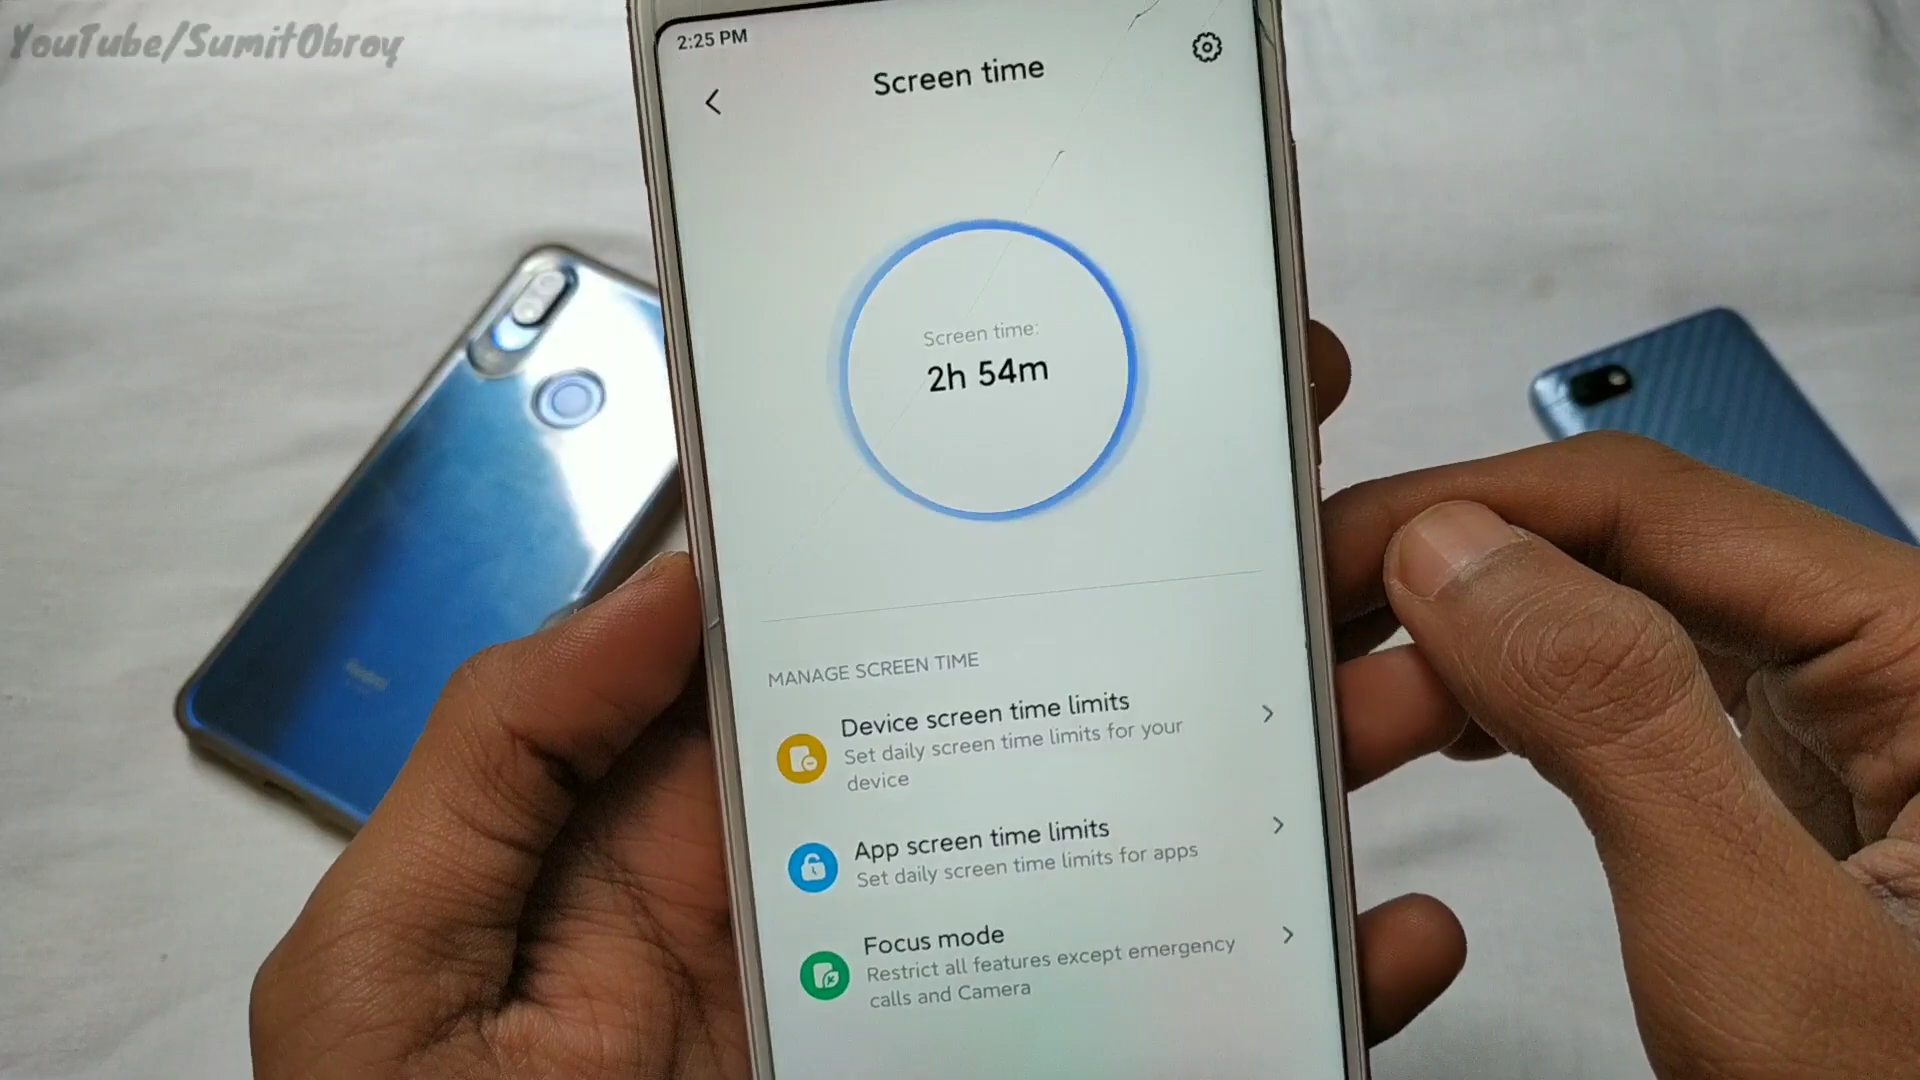 YouTube/SumitObroy
2:25 PM
Screen time
Screen time:
2h 54m
MANAGE SCREEN TIME
Device screen time limits
Set daily screen time limits for your
device
App screen time limits
Set daily screen time limits for apps
Focus mode
Restrict all features except emergency
calls and Camera
Redmi